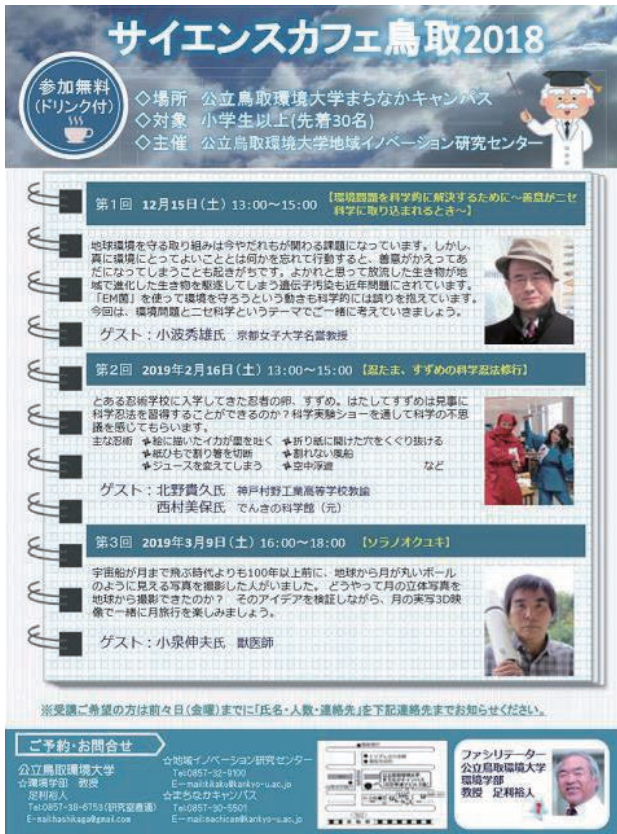 サイエンスカフェ鳥取2018
参加無料
(ドリンク付)
◇場所 公立鳥取環境大学まちなかキャンパス
◇対象 小学生以上(先着30名)
◇主催 公立鳥取環境大学地域イノベーション研究センター
第1回 12月15日(土) 13:00~15:00 【環境問題を科学的に解決するために~善意がニセ
科学に取り込まれるとき~】
地球環境を守る取り組みは今やだれもが関わる課題になっています。しかし、
真に環境にとってよいこととは何かを忘れて行動すると、善意がかえってあ
だになってしまうことも起きがちです。よかれと思って放流した生き物が地
域で進化した生き物を駆逐してしまう遺伝子汚染も近年問題にされています。
「EM菌」を使って環境を守ろうという動きも科学的には誤りを抱えています。
今回は、環境問題とニセ科学というテーマでご一緒に考えていきましょう。
ゲスト:小波秀雄氏 京都女子大学名誉教授
第2回 2019年2月16日(土) 13:00~15:00 【忍たま、すずめの科学忍法修行】
とある忍術学校に入学してきた忍者の卵、すずめ。はたしてすずめは見事に
科学忍法を習得することができるのか?科学実験ショーを通して科学の不思
議を感じてもらいます。
主な忍術 絵に描いたイカが墨を吐く 折り紙に開けた穴をくぐり抜ける
紙ひもで割り箸を切断 割れない風船
ジュースを変えてしまう 空中浮遊 など
ゲスト:北野貴久氏 神戸村野工業高等学校教諭
西村美保氏 でんきの科学館(元)
第3回 2019年3月9日(土) 16:00~18:00 【ソラノオクユキ】
宇宙船が月まで飛ぶ時代よりも100年以上前に、地球から月が丸いボール
のように見える写真を撮影した人がいました。どうやって月の立体写真を
地球から撮影できたのか? そのアイデアを検証しながら、月の実写3D映
像で一緒に月旅行を楽しみましょう。
ゲスト:小泉伸夫氏 獣医師
※受講ご希望の方は前々日(金曜)までに「氏名・人数・連絡先」を下記連絡先までお知らせください。
ご予約・お問合せ
公立鳥取環境大学
☆環境学部 教授
足利裕人
Tel:0857-38-6753(研究室直通)
E-mail:hashikaga@gmail.com
☆地域イノベーション研究センター
Tel:0857-32-9100
E-mail:tikaku@kankyo-u.ac.jp
☆まちなかキャンパス
Tel:0857-30-5501
E-mail:machican@kankyo-u.ac.jp
ファシリテーター
公立鳥取環境大学
環境学部
教授 足利裕人